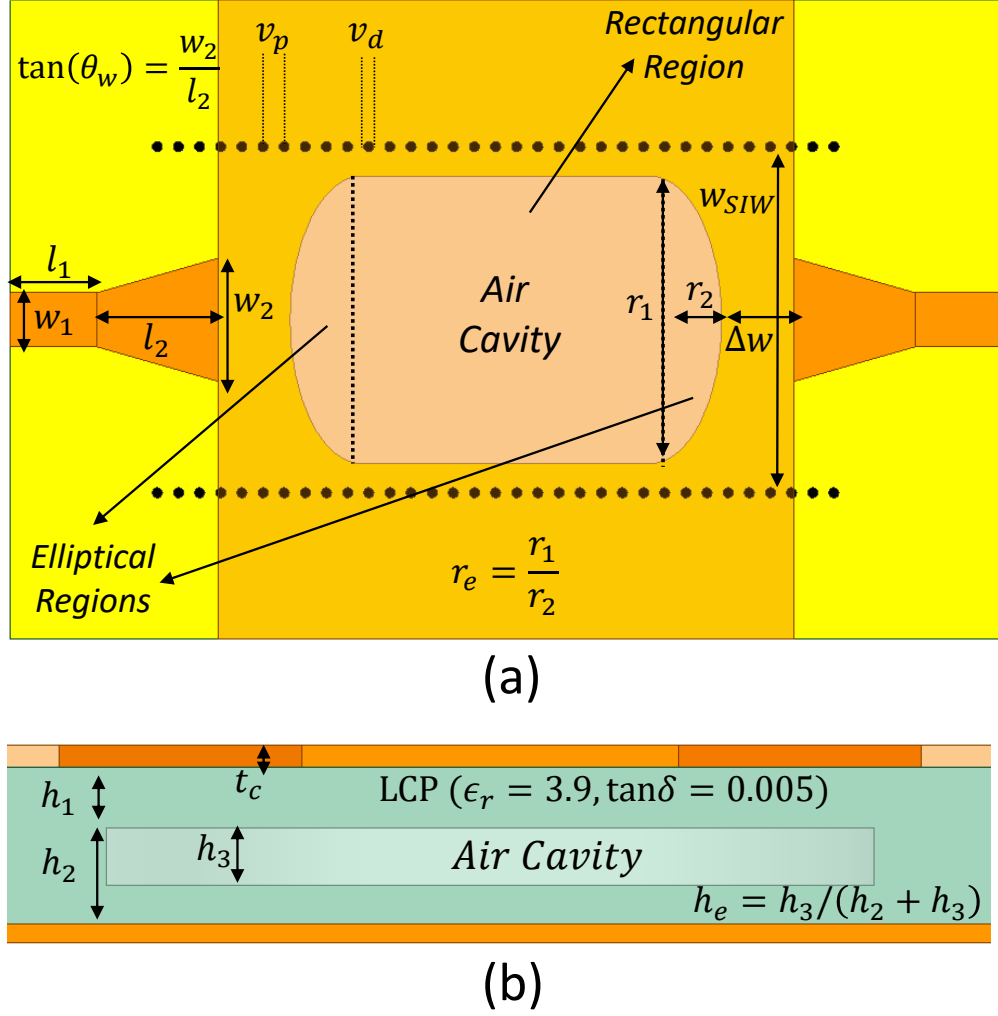 tan(θ_w) = w_2/l_2
v_p
v_d
Rectangular
Region
w_SIW
l_1
w_1
l_2
w_2
Air
Cavity
r_1
r_2
Δw
Elliptical
Regions
r_e = r_1/r_2
(a)
t_c
h_1
LCP (ϵ_r = 3.9, tanδ = 0.005)
h_2
h_3
Air Cavity
h_e = h_3/(h_2 + h_3)
(b)